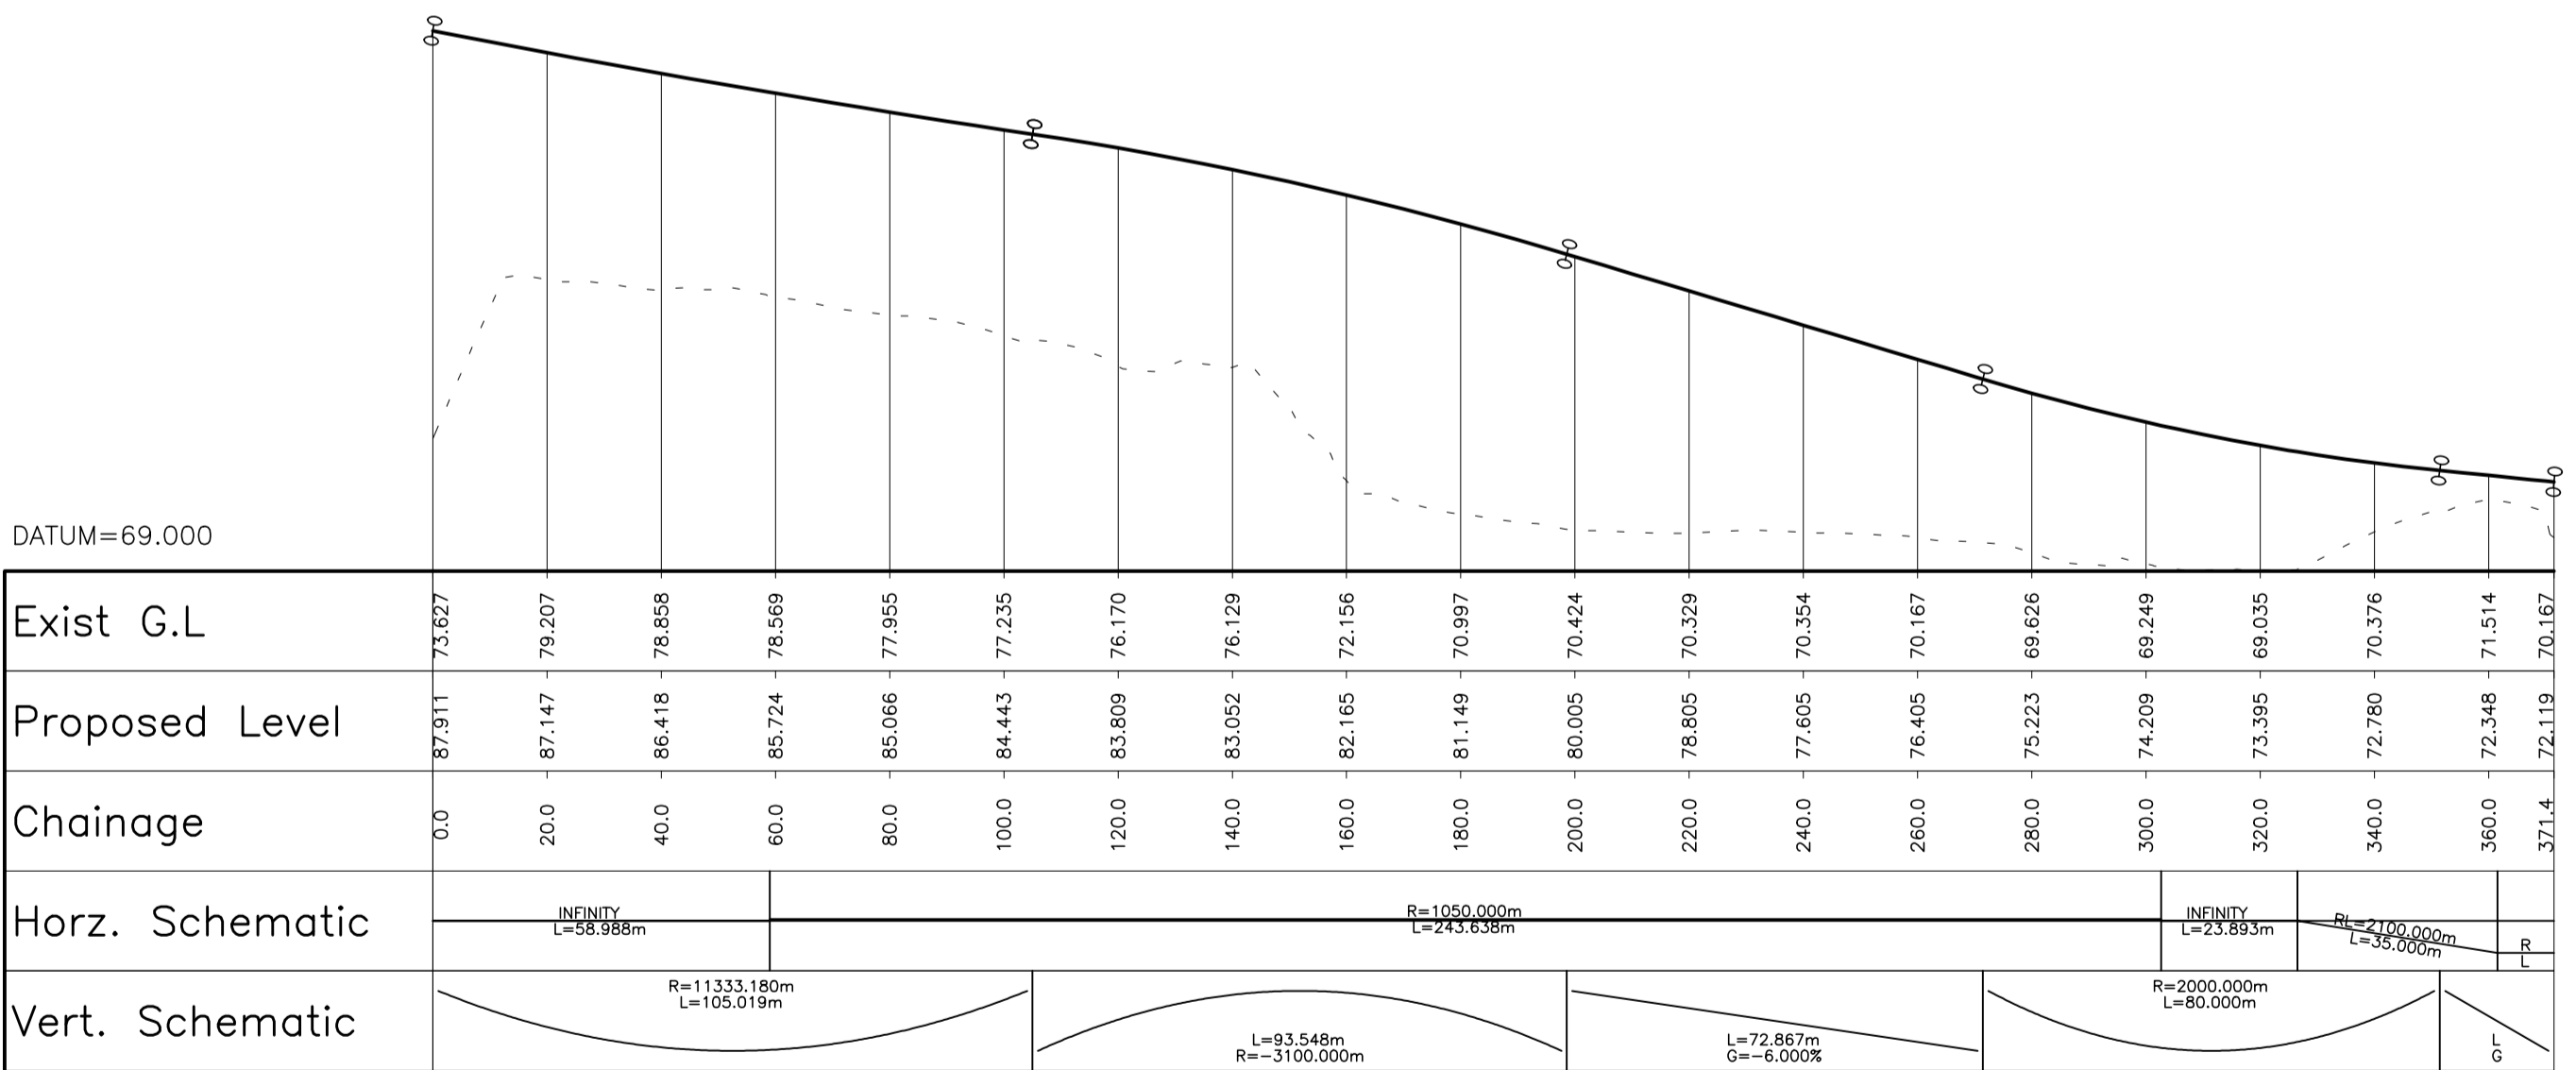 DATUM=69.000
Exist G.L
73.627 79.207 78.858 78.569 77.955 77.235 76.170 76.129 72.156 70.997 70.424 70.329 70.354 70.167 69.626 69.249 69.035 70.376 71.514 70.167
Proposed Level
87.911 87.147 86.418 85.724 85.066 84.443 83.809 83.052 82.165 81.149 80.005 78.805 77.605 76.405 75.223 74.209 73.395 72.780 72.348 72.119
Chainage
0.0 20.0 40.0 60.0 80.0 100.0 120.0 140.0 160.0 180.0 200.0 220.0 240.0 260.0 280.0 300.0 320.0 340.0 360.0 371.4
Horz. Schematic
INFINITY
L=58.988m
R=1050.000m
L=243.638m
INFINITY
L=23.893m
RL=2100.000m
L=35.000m
R
L
Vert. Schematic
R=11333.180m
L=105.019m
L=93.548m
R=-3100.000m
L=72.867m
G=-6.000%
R=2000.000m
L=80.000m
L
G